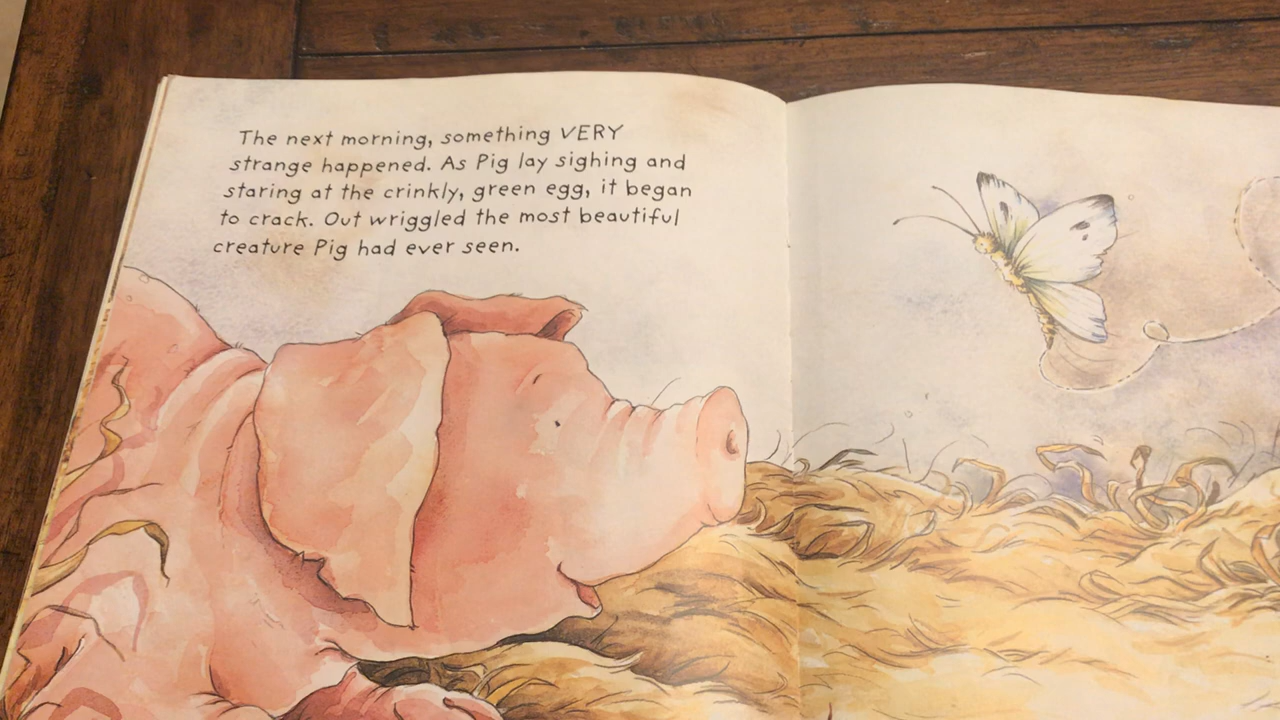 The next morning, something VERY
strange happened. As Pig lay sighing and
staring at the crinkly, green egg, it began
to crack. Out wriggled the most beautiful
creature Pig had ever seen.